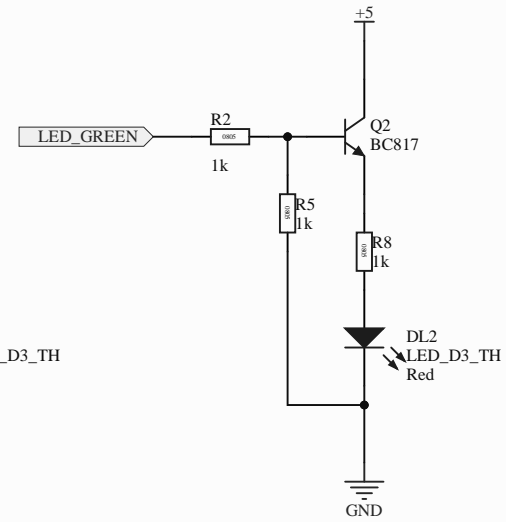 +5
R2
LED_GREEN
0805
1k
Q2
BC817
R5
0805
1k
R8
0805
1k
DL2
_D3_TH
LED_D3_TH
Red
GND